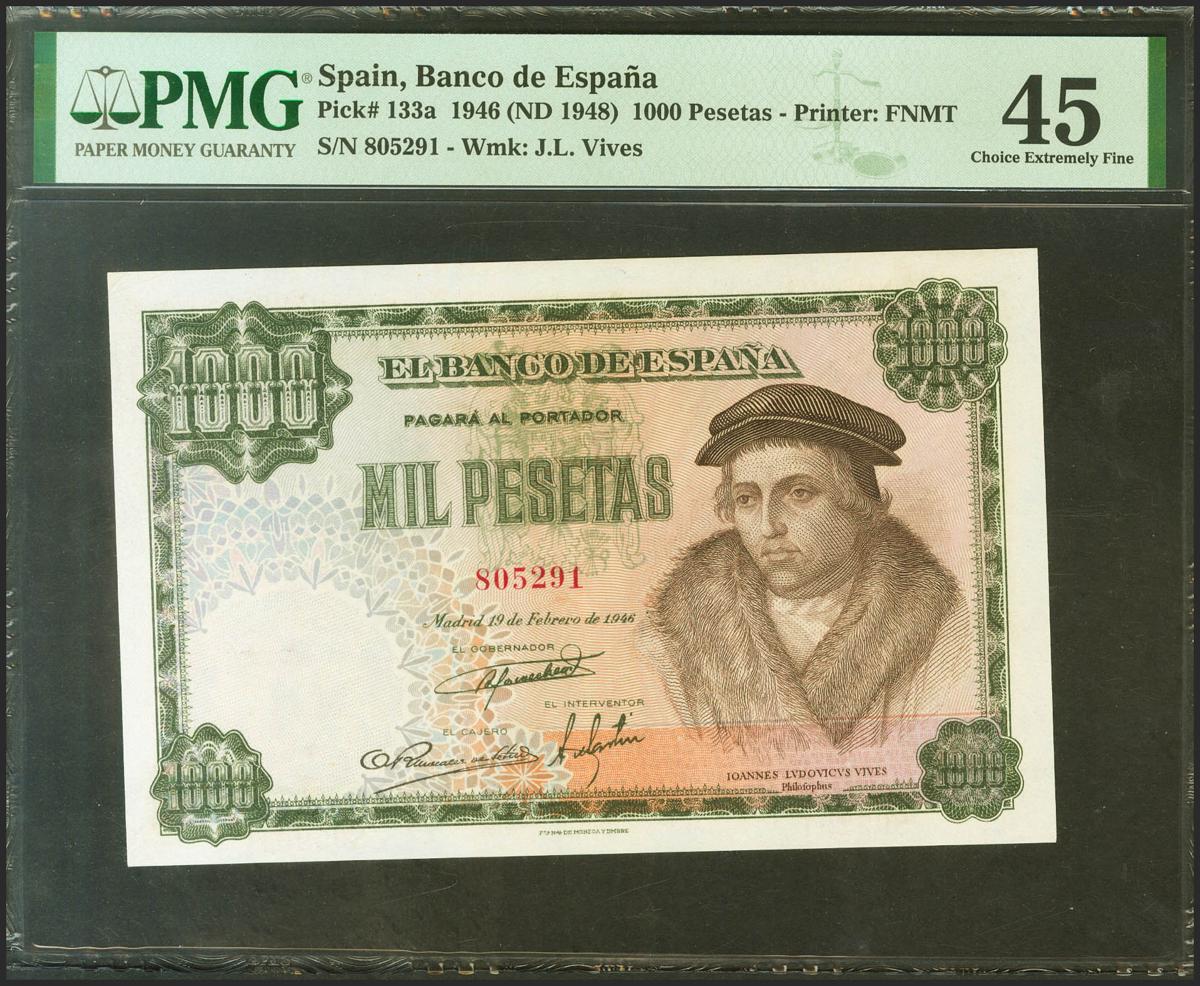 PMG®
PAPER MONEY GUARANTY
Spain, Banco de España
Pick# 133a 1946 (ND 1948) 1000 Pesetas - Printer: FNMT
S/N 805291 - Wmk: J.L. Vives
45
Choice Extremely Fine
1000
1000
EL BANCO DE ESPAÑA
PAGARÁ AL PORTADOR
MIL PESETAS
805291
Madrid 19 de Febrero de 1946
EL GOBERNADOR
EL INTERVENTOR
EL CAJERO
IOANNES LVDOVICVS VIVES
Philosophus
1000
1000